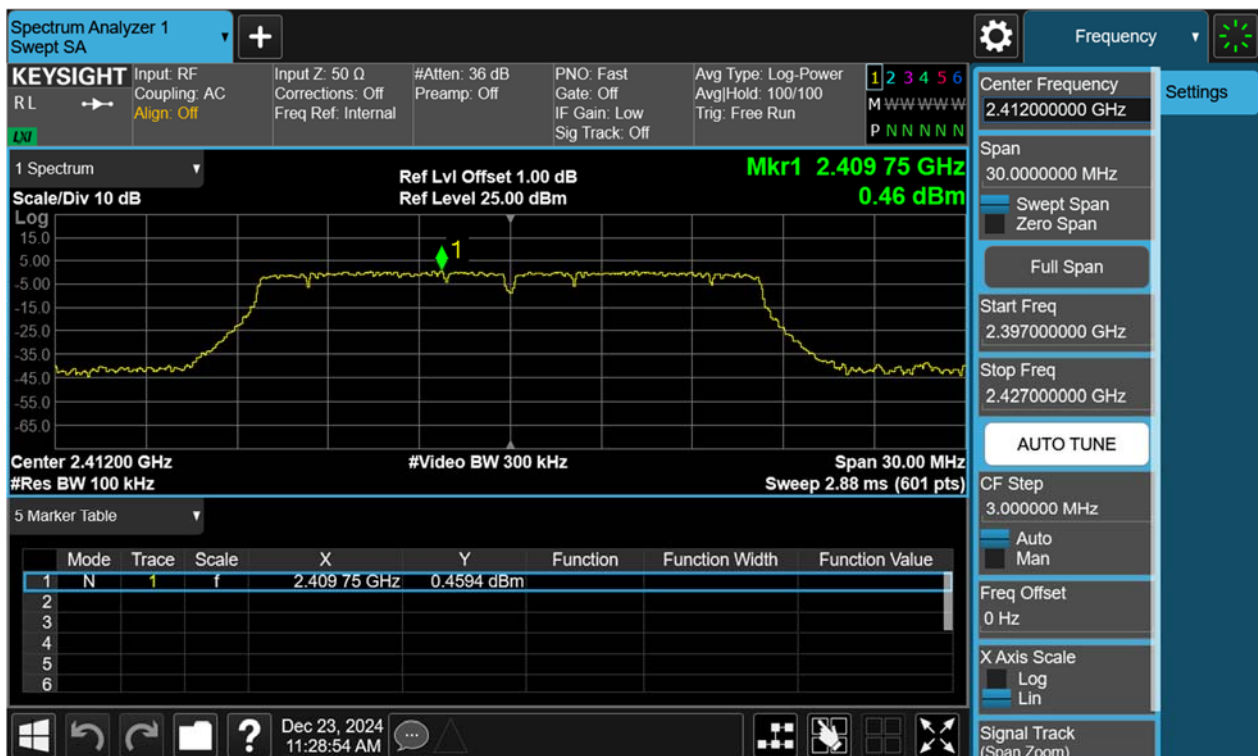 Spectrum Analyzer 1
Swept SA
Frequency
KEYSIGHT
R L
LXI
Input: RF
Coupling: AC
Align: Off
Input Z: 50 Ω
Corrections: Off
Freq Ref: Internal
#Atten: 36 dB
Preamp: Off
PNO: Fast
Gate: Off
IF Gain: Low
Sig Track: Off
Avg Type: Log-Power
Avg|Hold: 100/100
Trig: Free Run
1 2 3 4 5 6
M W W W W W
P N N N N N
1 Spectrum
Scale/Div 10 dB
Ref Lvl Offset 1.00 dB
Ref Level 25.00 dBm
Mkr1 2.409 75 GHz
0.46 dBm
Log
15.0
5.00
-5.00
-15.0
-25.0
-35.0
-45.0
-55.0
-65.0
1
Center 2.41200 GHz
#Res BW 100 kHz
#Video BW 300 kHz
Span 30.00 MHz
Sweep 2.88 ms (601 pts)
5 Marker Table
Mode Trace Scale X Y Function Function Width Function Value
1 N 1 f 2.409 75 GHz 0.4594 dBm
2
3
4
5
6
Dec 23, 2024
11:28:54 AM
?
Center Frequency
2.412000000 GHz
Span
30.0000000 MHz
Swept Span
Zero Span
Full Span
Start Freq
2.397000000 GHz
Stop Freq
2.427000000 GHz
AUTO TUNE
CF Step
3.000000 MHz
Auto
Man
Freq Offset
0 Hz
X Axis Scale
Log
Lin
Signal Track
(Span Zoom)
Settings